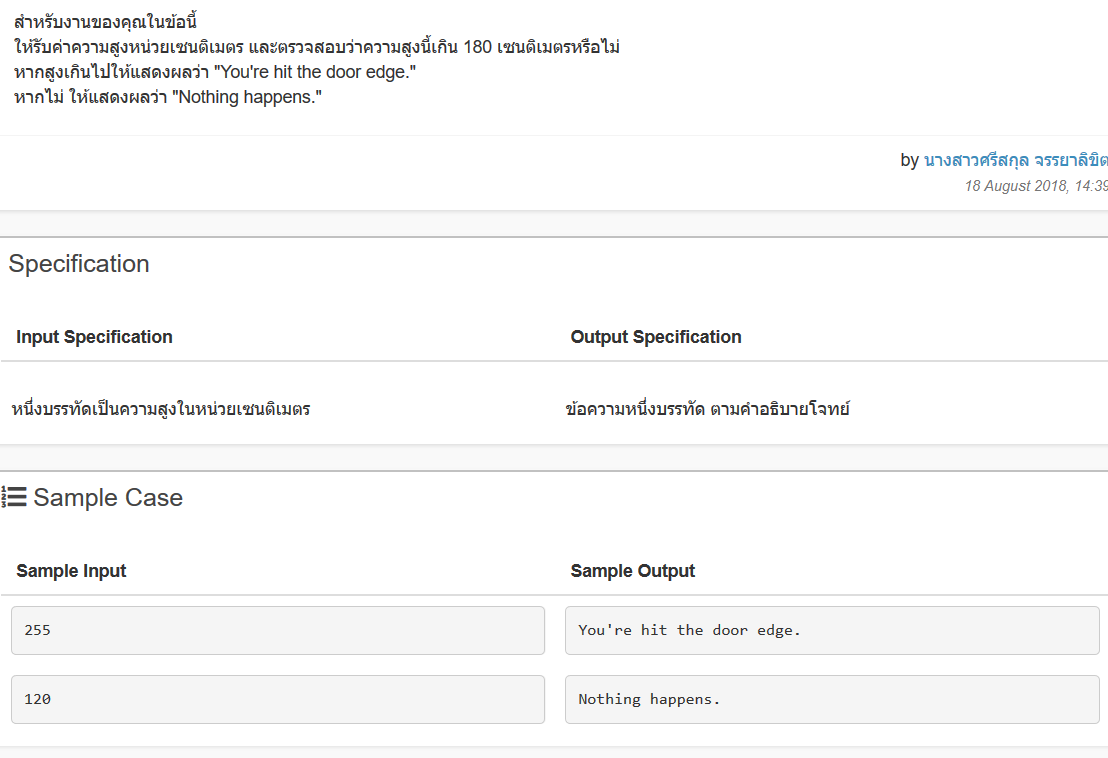 สำหรับงานของคุณในข้อนี้
ให้รับค่าความสูงหน่วยเซนติเมตร และตรวจสอบว่าความสูงนี้เกิน 180 เซนติเมตรหรือไม่
หากสูงเกินไปให้แสดงผลว่า "You're hit the door edge."
หากไม่ ให้แสดงผลว่า "Nothing happens."
by นางสาวศรีสกุล จรรยาลิขิต
18 August 2018, 14:39
Specification
Input Specification
Output Specification
หนึ่งบรรทัดเป็นความสูงในหน่วยเซนติเมตร
ข้อความหนึ่งบรรทัด ตามคำอธิบายโจทย์
Sample Case
Sample Input
Sample Output
255
You're hit the door edge.
120
Nothing happens.